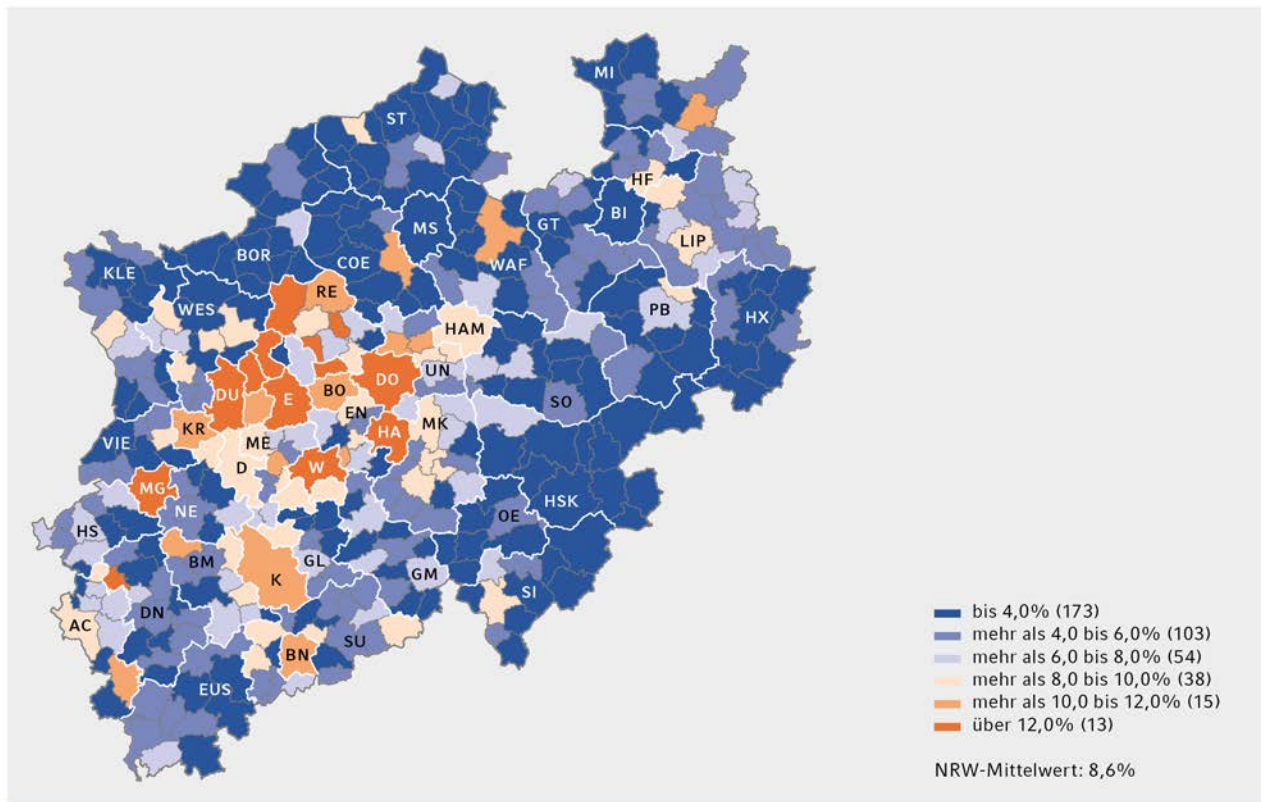 MI
ST
HF
BI
MS
GT
LIP
BOR
COE
WAF
KLE
WES
RE
PB
HX
HAM
DO
UN
DU
E
BO
EN
SO
KR
ME
HA
MK
VIE
D
W
MG
NE
HSK
OE
HS
BM
K
GL
GM
SI
DN
AC
SU
BN
EUS
bis 4,0% (173)
mehr als 4,0 bis 6,0% (103)
mehr als 6,0 bis 8,0% (54)
mehr als 8,0 bis 10,0% (38)
mehr als 10,0 bis 12,0% (15)
über 12,0% (13)
NRW-Mittelwert: 8,6%